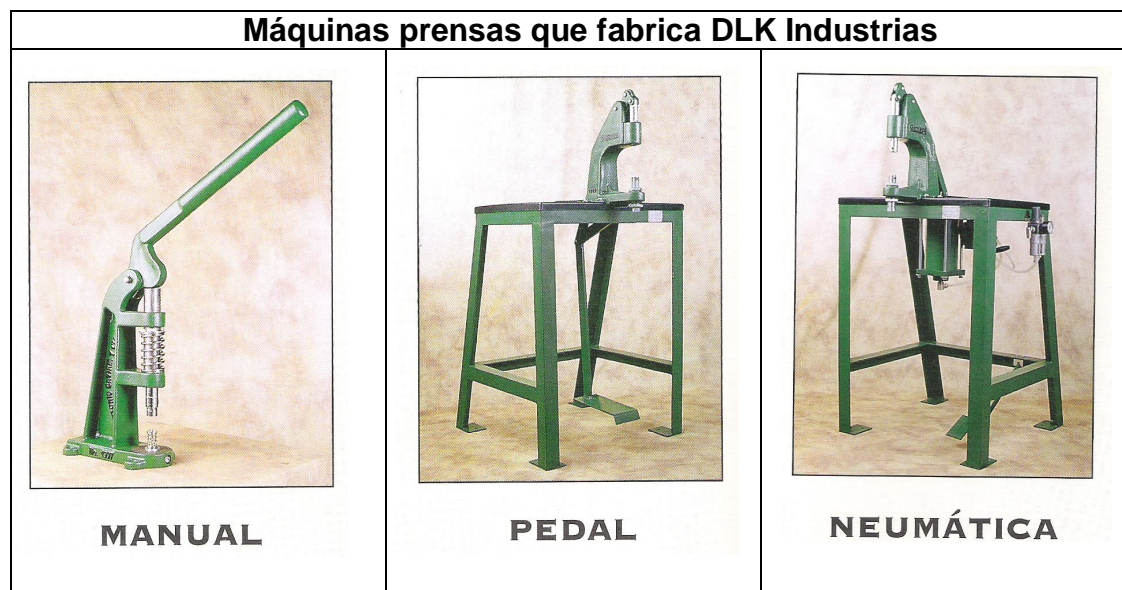 Máquinas prensas que fabrica DLK Industrias
MANUAL
PEDAL
NEUMÁTICA